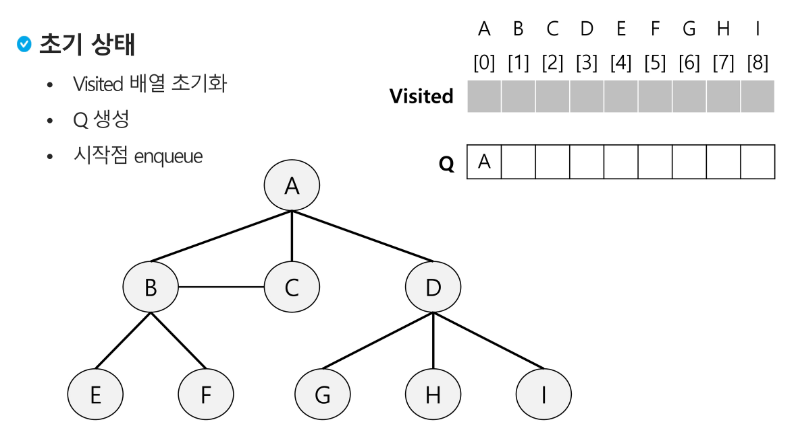 초기 상태
• Visited 배열 초기화
• Q 생성
• 시작점 enqueue
A B C D E F G H I
[0] [1] [2] [3] [4] [5] [6] [7] [8]
Visited
Q A
A
B C D
E F G H I